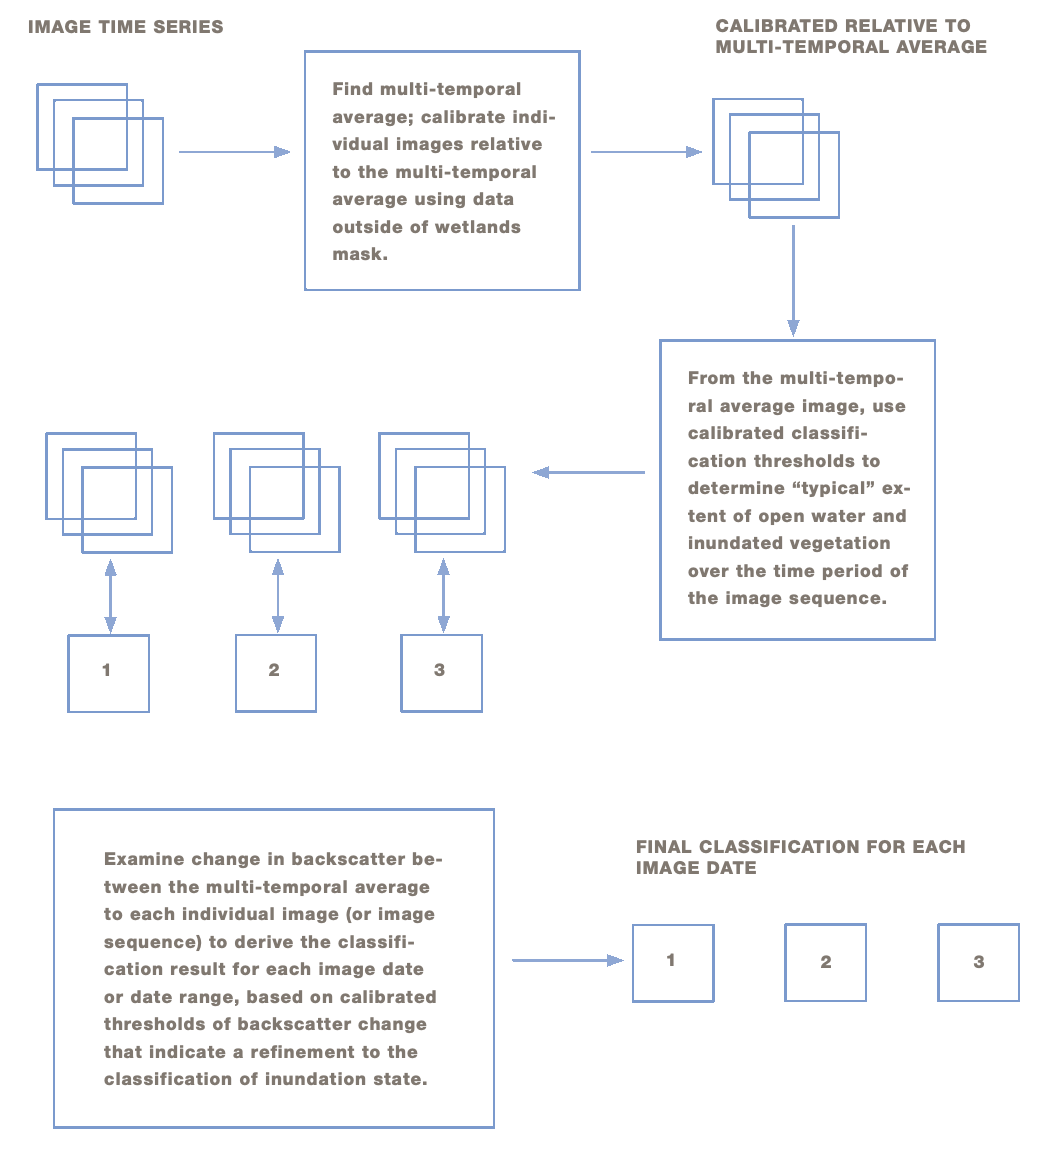 IMAGE TIME SERIES
CALIBRATED RELATIVE TO
MULTI-TEMPORAL AVERAGE
Find multi-temporal
average; calibrate indi-
vidual images relative
to the multi-temporal
average using data
outside of wetlands
mask.
From the multi-tempo-
ral average image, use
calibrated classifi-
cation thresholds to
determine “typical” ex-
tent of open water and
inundated vegetation
over the time period of
the image sequence.
1
2
3
Examine change in backscatter be-
tween the multi-temporal average
to each individual image (or image
sequence) to derive the classifi-
cation result for each image date
or date range, based on calibrated
thresholds of backscatter change
that indicate a refinement to the
classification of inundation state.
FINAL CLASSIFICATION FOR EACH
IMAGE DATE
1
2
3